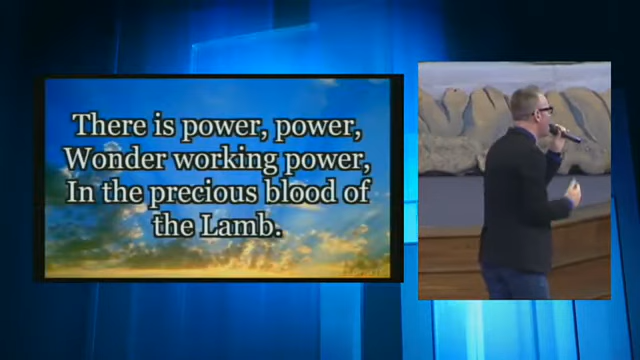 There is power, power,
Wonder working power,
In the precious blood of
the Lamb.